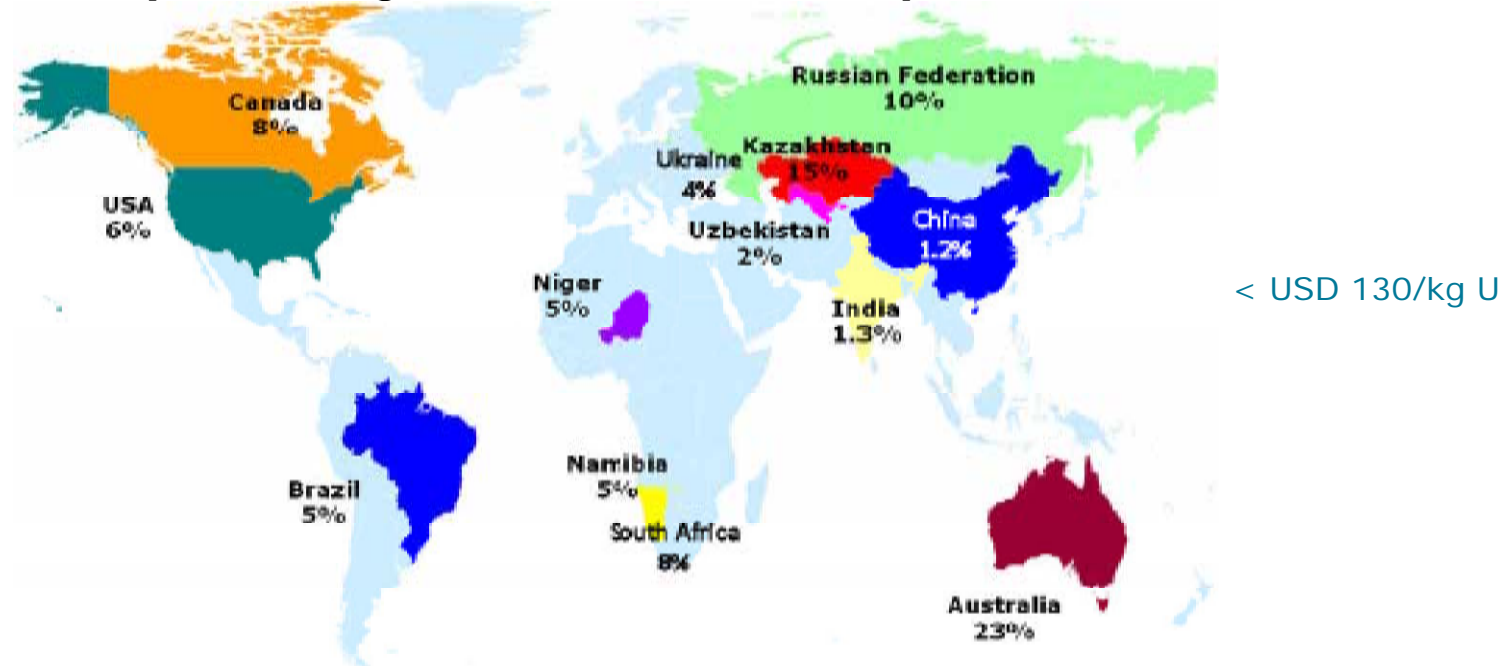 Russian Federation
10%
Canada
8%
Kazakhstan
15%
Ukraine
4%
USA
6%
China
1.2%
Uzbekistan
2%
Niger
5%
< USD 130/kg U
India
1.3%
Namibia
5%
Brazil
5%
South Africa
8%
Australia
23%